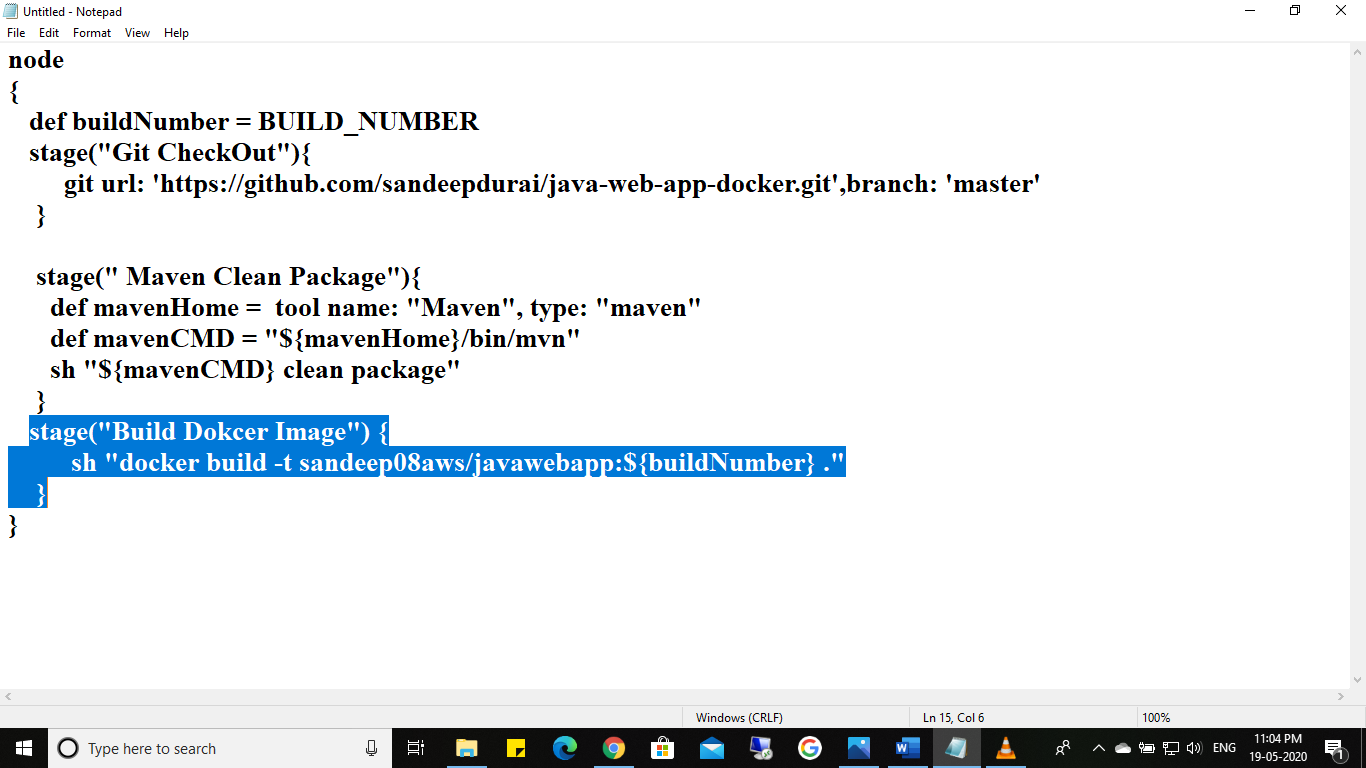 Untitled - Notepad
File Edit Format View Help
node
{
def buildNumber = BUILD_NUMBER
stage("Git CheckOut"){
git url: 'https://github.com/sandeepdurai/java-web-app-docker.git',branch: 'master'
}
stage(" Maven Clean Package"){
def mavenHome =  tool name: "Maven", type: "maven"
def mavenCMD = "${mavenHome}/bin/mvn"
sh "${mavenCMD} clean package"
}
stage("Build Dokcer Image") {
sh "docker build -t sandeep08aws/javawebapp:${buildNumber} ."
}
}
Windows (CRLF) Ln 15, Col 6 100%
Type here to search
ENG
11:04 PM
19-05-2020
1